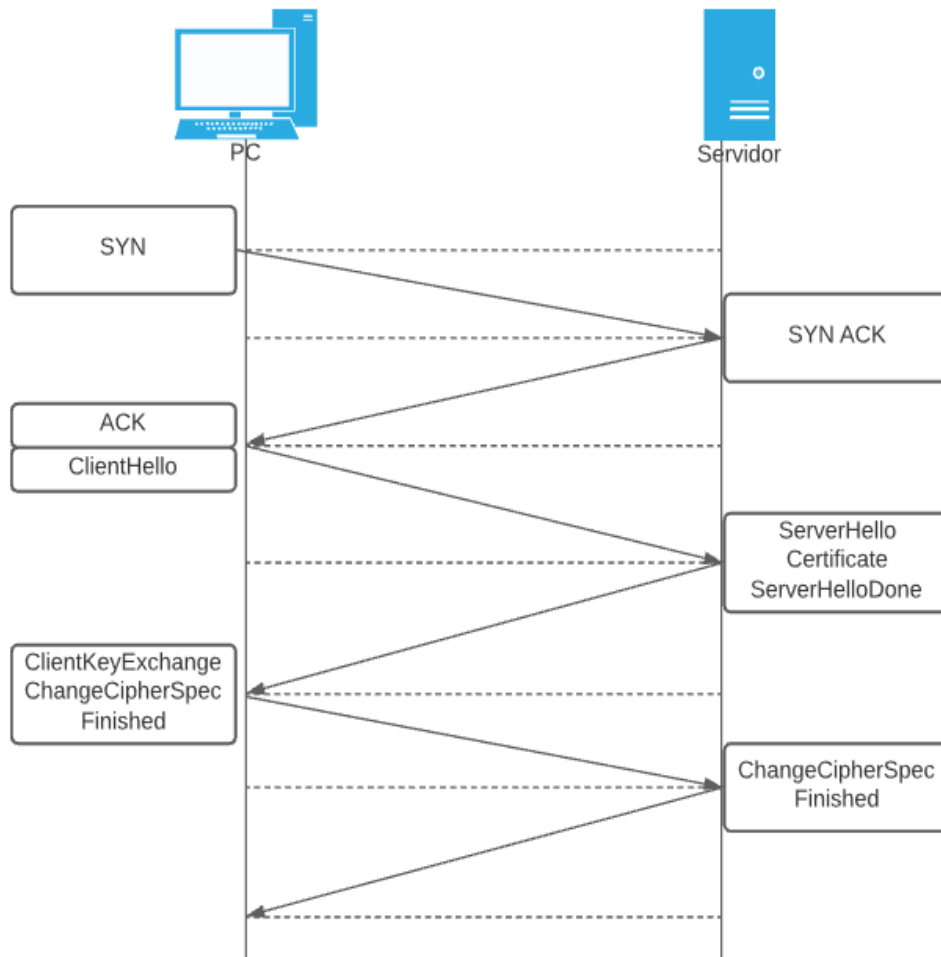 PC
Servidor
SYN
SYN ACK
ACK
ClientHello
ServerHello
Certificate
ServerHelloDone
ClientKeyExchange
ChangeCipherSpec
Finished
ChangeCipherSpec
Finished